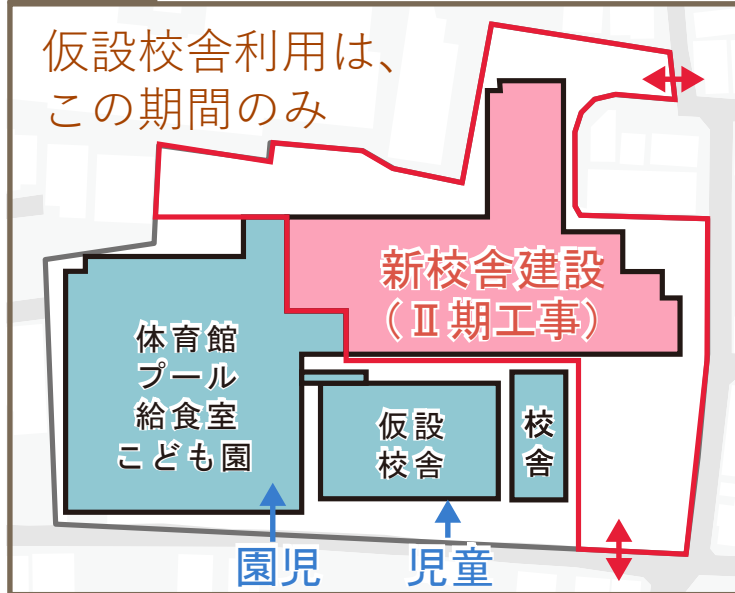 仮設校舎利用は、
この期間のみ
新校舎建設
（Ⅱ期工事）
体育館
プール
給食室
こども園
仮設
校舎
校
舎
園児
児童